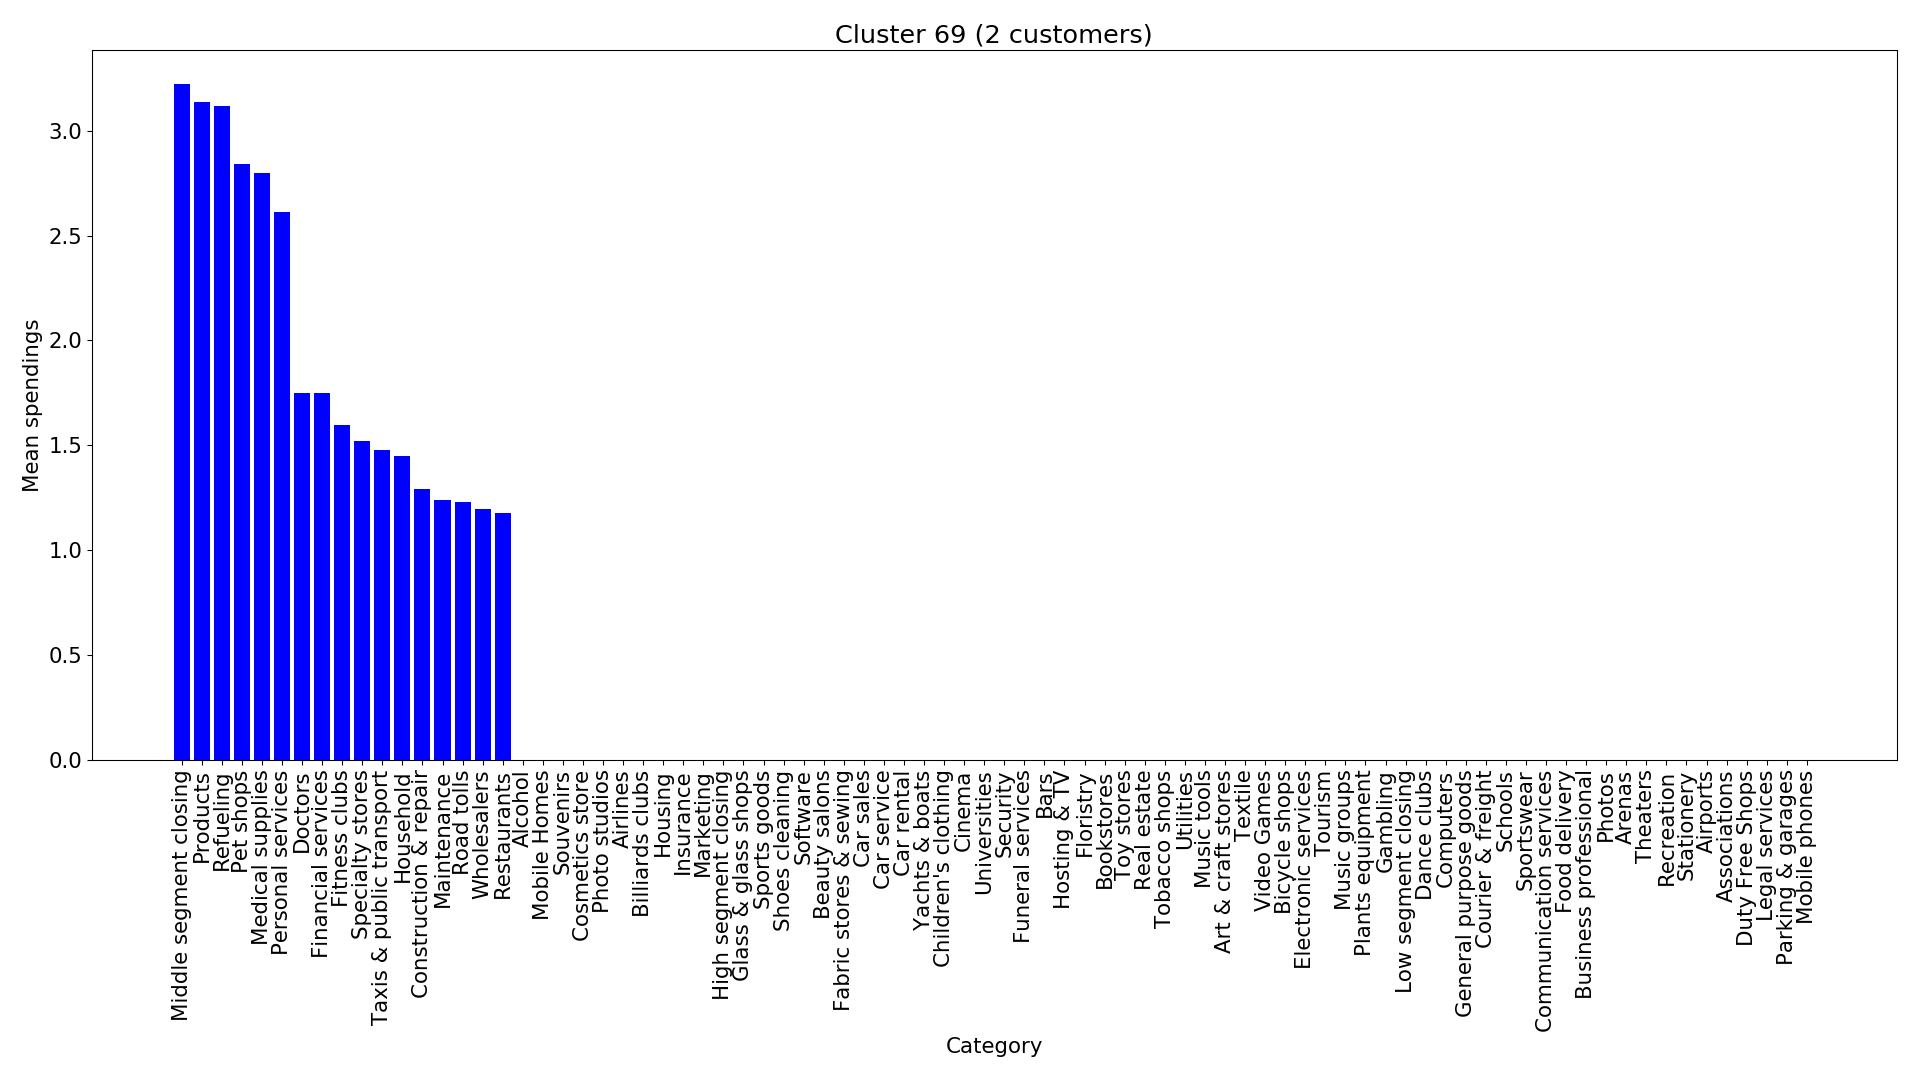 Cluster 69 (2 customers)
Mean spendings
3.0
2.5
2.0
1.5
1.0
0.5
0.0
Middle segment closing
Products
Refueling
Pet shops
Medical supplies
Personal services
Doctors
Financial services
Fitness clubs
Specialty stores
Taxis & public transport
Household
Construction & repair
Maintenance
Road tolls
Wholesalers
Restaurants
Alcohol
Mobile Homes
Souvenirs
Cosmetics store
Photo studios
Airlines
Billiards clubs
Housing
Insurance
Marketing
High segment closing
Glass & glass shops
Sports goods
Shoes cleaning
Software
Beauty salons
Fabric stores & sewing
Car sales
Car service
Car rental
Yachts & boats
Children's clothing
Cinema
Universities
Security
Funeral services
Bars
Hosting & TV
Floristry
Bookstores
Toy stores
Real estate
Tobacco shops
Utilities
Music tools
Art & craft stores
Textile
Video Games
Bicycle shops
Electronic services
Tourism
Music groups
Plants equipment
Gambling
Low segment closing
Dance clubs
Computers
General purpose goods
Courier & freight
Schools
Sportswear
Communication services
Food delivery
Business professional
Photos
Arenas
Theaters
Recreation
Stationery
Airports
Associations
Duty Free Shops
Legal services
Parking & garages
Mobile phones
Category